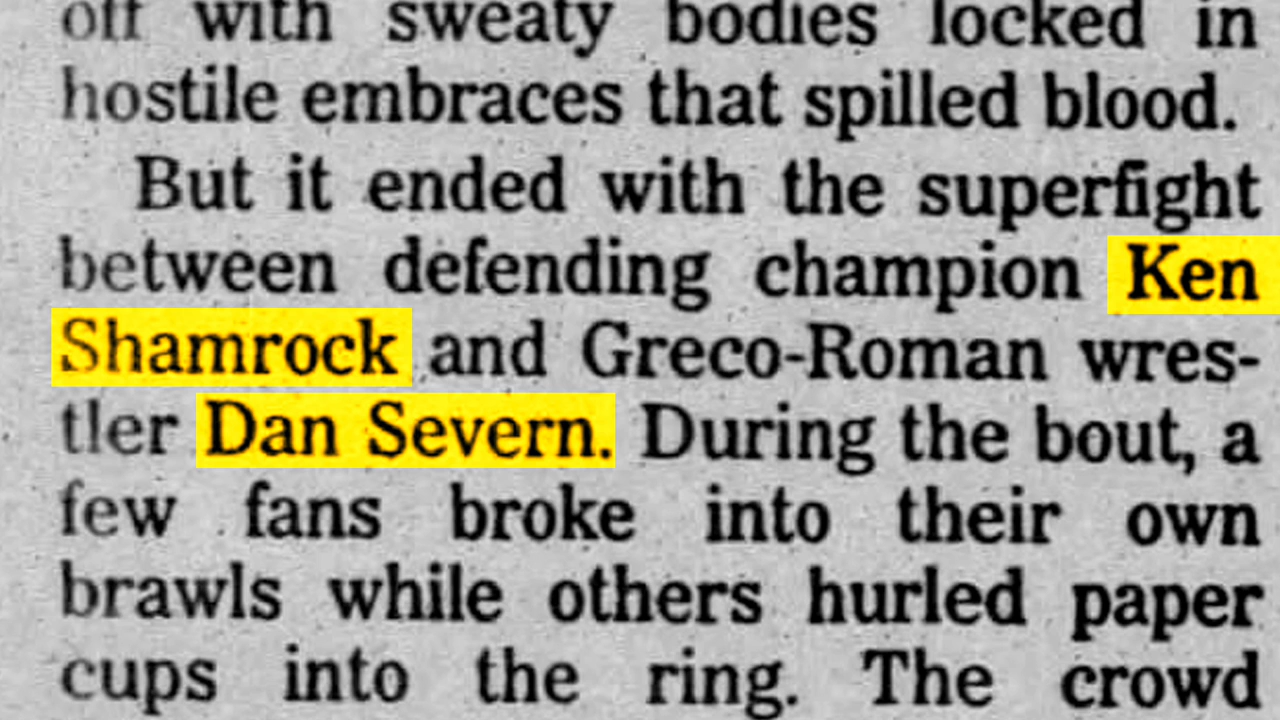 off with sweaty bodies locked in
hostile embraces that spilled blood.
But it ended with the superfight
between defending champion Ken
Shamrock and Greco-Roman wres-
tler Dan Severn. During the bout, a
few fans broke into their own
brawls while others hurled paper
cups into the ring. The crowd